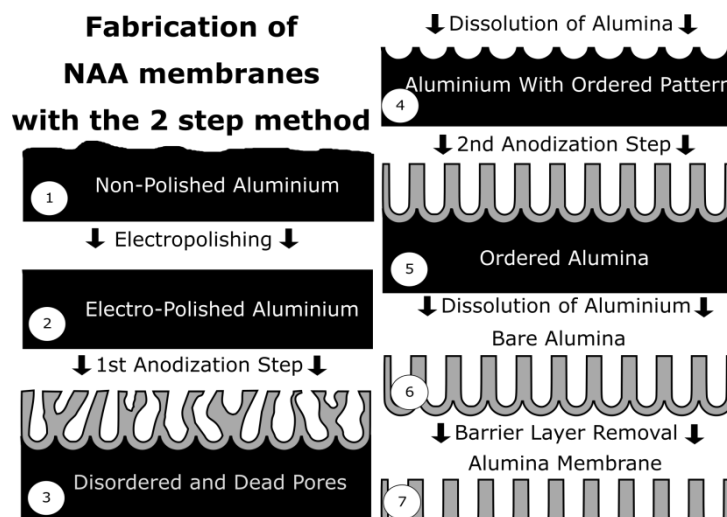 Fabrication of
NAA membranes
with the 2 step method
Non-Polished Aluminium
1
Electropolishing
Electro-Polished Aluminium
2
1st Anodization Step
Disordered and Dead Pores
3
Dissolution of Alumina
Aluminium With Ordered Pattern
4
2nd Anodization Step
Ordered Alumina
5
Dissolution of Aluminium
Bare Alumina
6
Barrier Layer Removal
Alumina Membrane
7